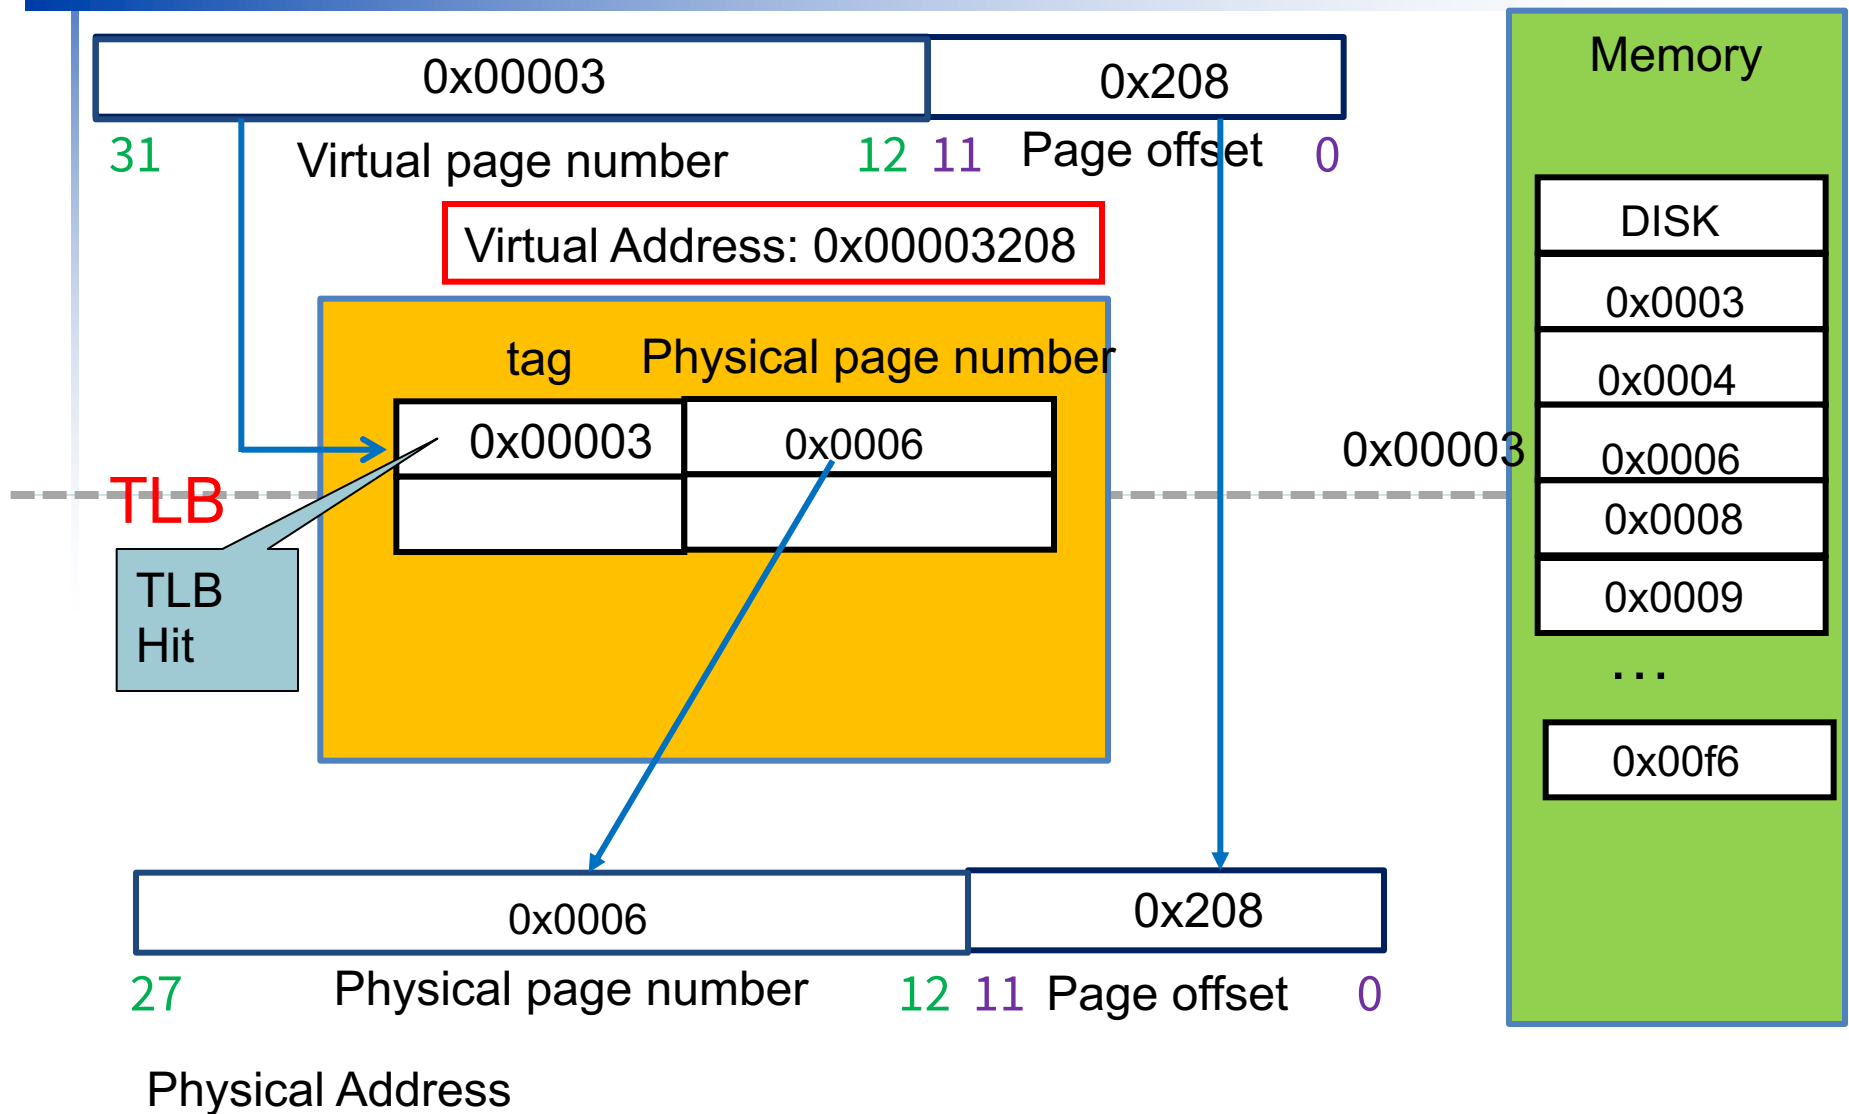 0x00003 0x208
31 Virtual page number 12 11 Page offset 0
Virtual Address: 0x00003208
tag Physical page number
0x00003 0x0006
TLB
TLB
Hit
0x0006 0x208
27 Physical page number 12 11 Page offset 0
Physical Address
Memory
DISK
0x0003
0x0004
0x00003 0x0006
0x0008
0x0009
...
0x00f6